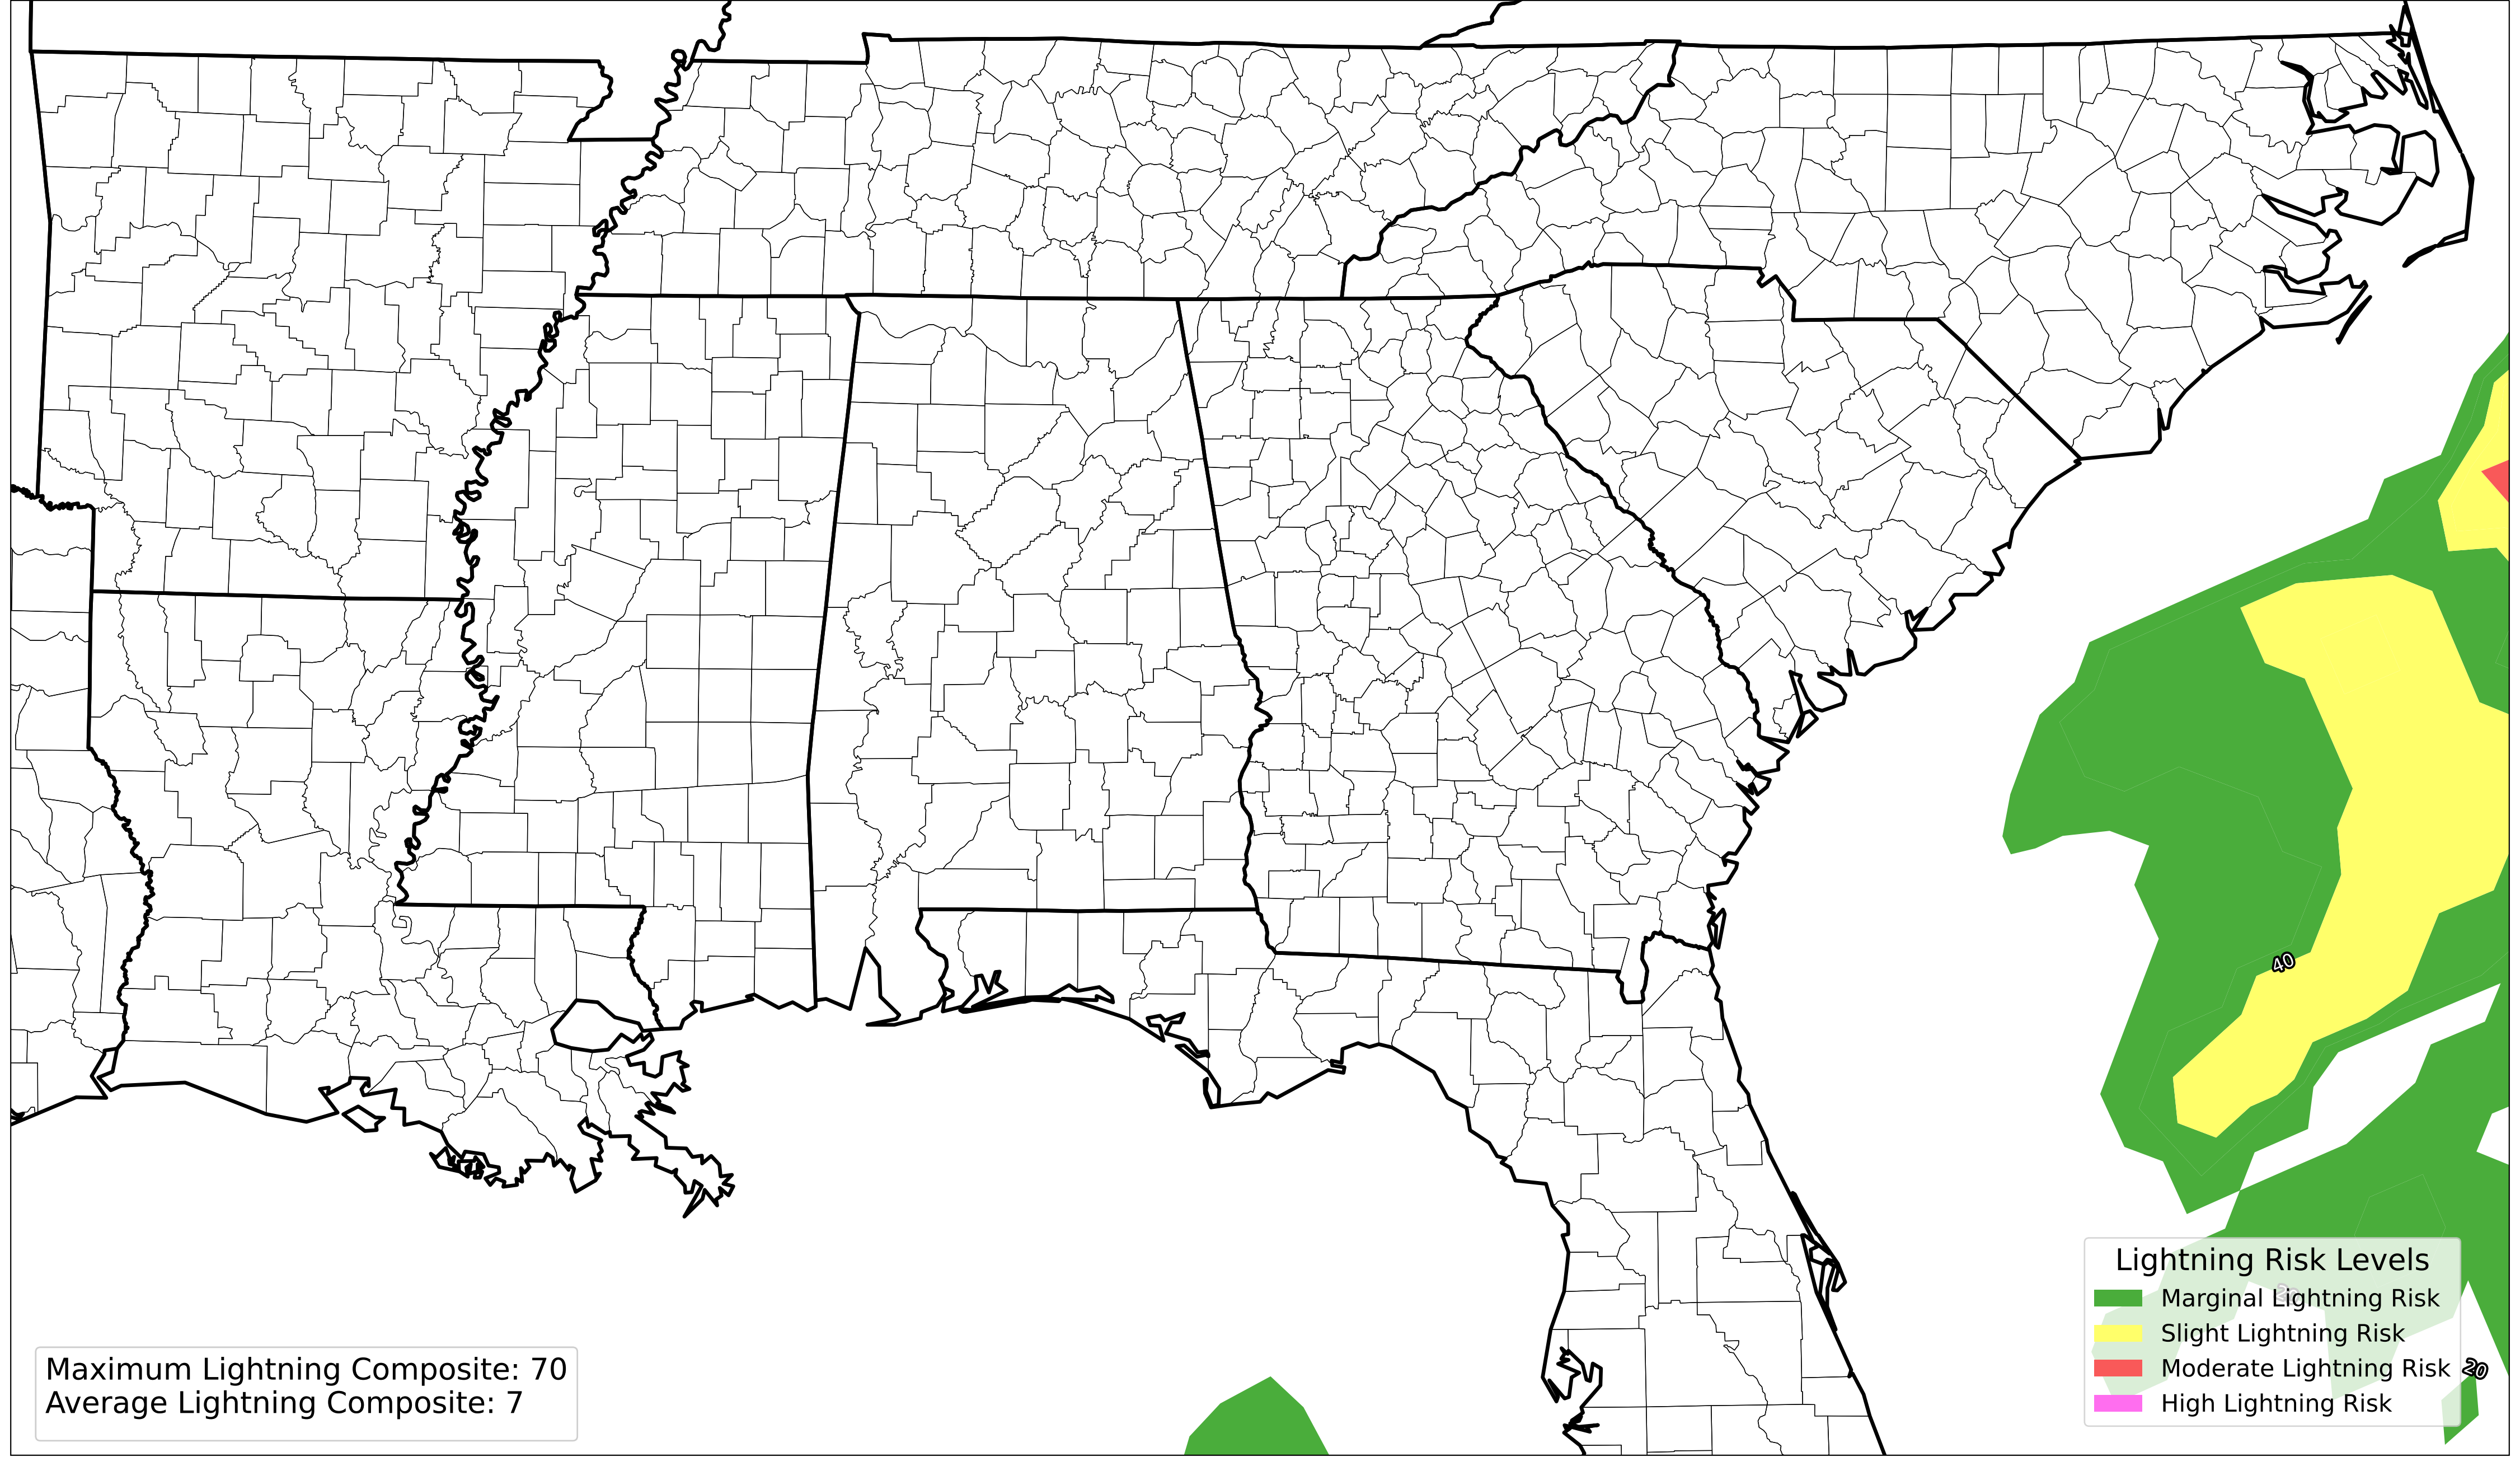 40
Lightning Risk Levels
20
Marginal Lightning Risk
Slight Lightning Risk
Moderate Lightning Risk
20
High Lightning Risk
Maximum Lightning Composite: 70
Average Lightning Composite: 7